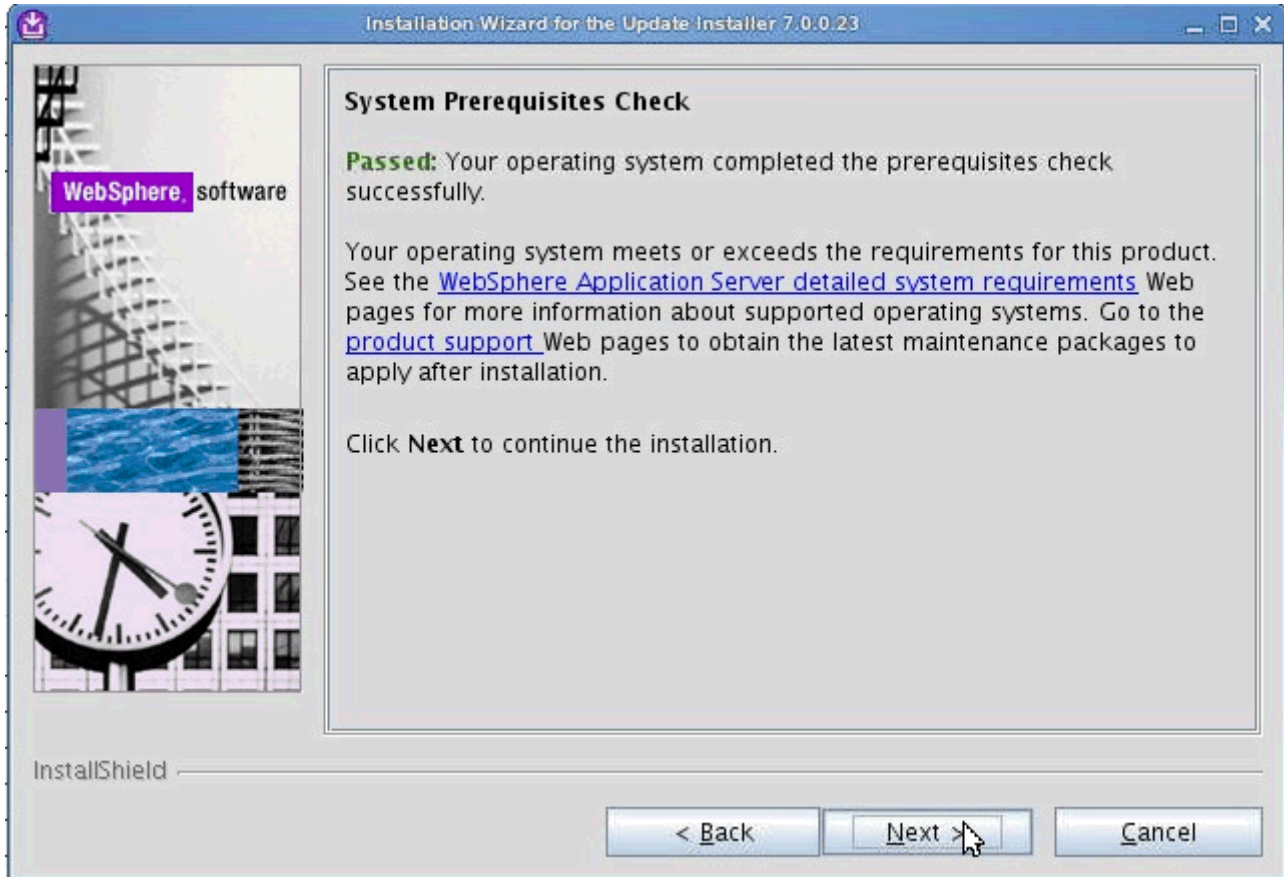 Installation Wizard for the Update Installer 7.0.0.23
WebSphere. software
System Prerequisites Check
Passed: Your operating system completed the prerequisites check
successfully.
Your operating system meets or exceeds the requirements for this product.
See the WebSphere Application Server detailed system requirements Web
pages for more information about supported operating systems. Go to the
product support Web pages to obtain the latest maintenance packages to
apply after installation.
Click Next to continue the installation.
InstallShield
< Back
Next >
Cancel